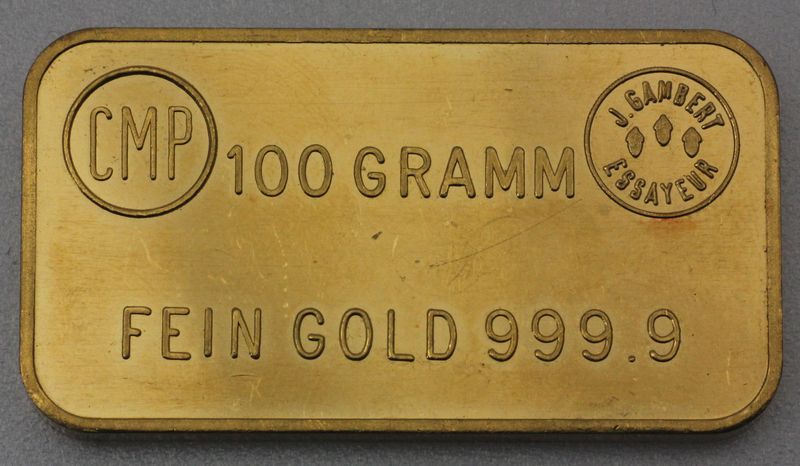 CMP
100 GRAMM
J. GAMBERT
ESSAYEUR
FEIN GOLD 999.9